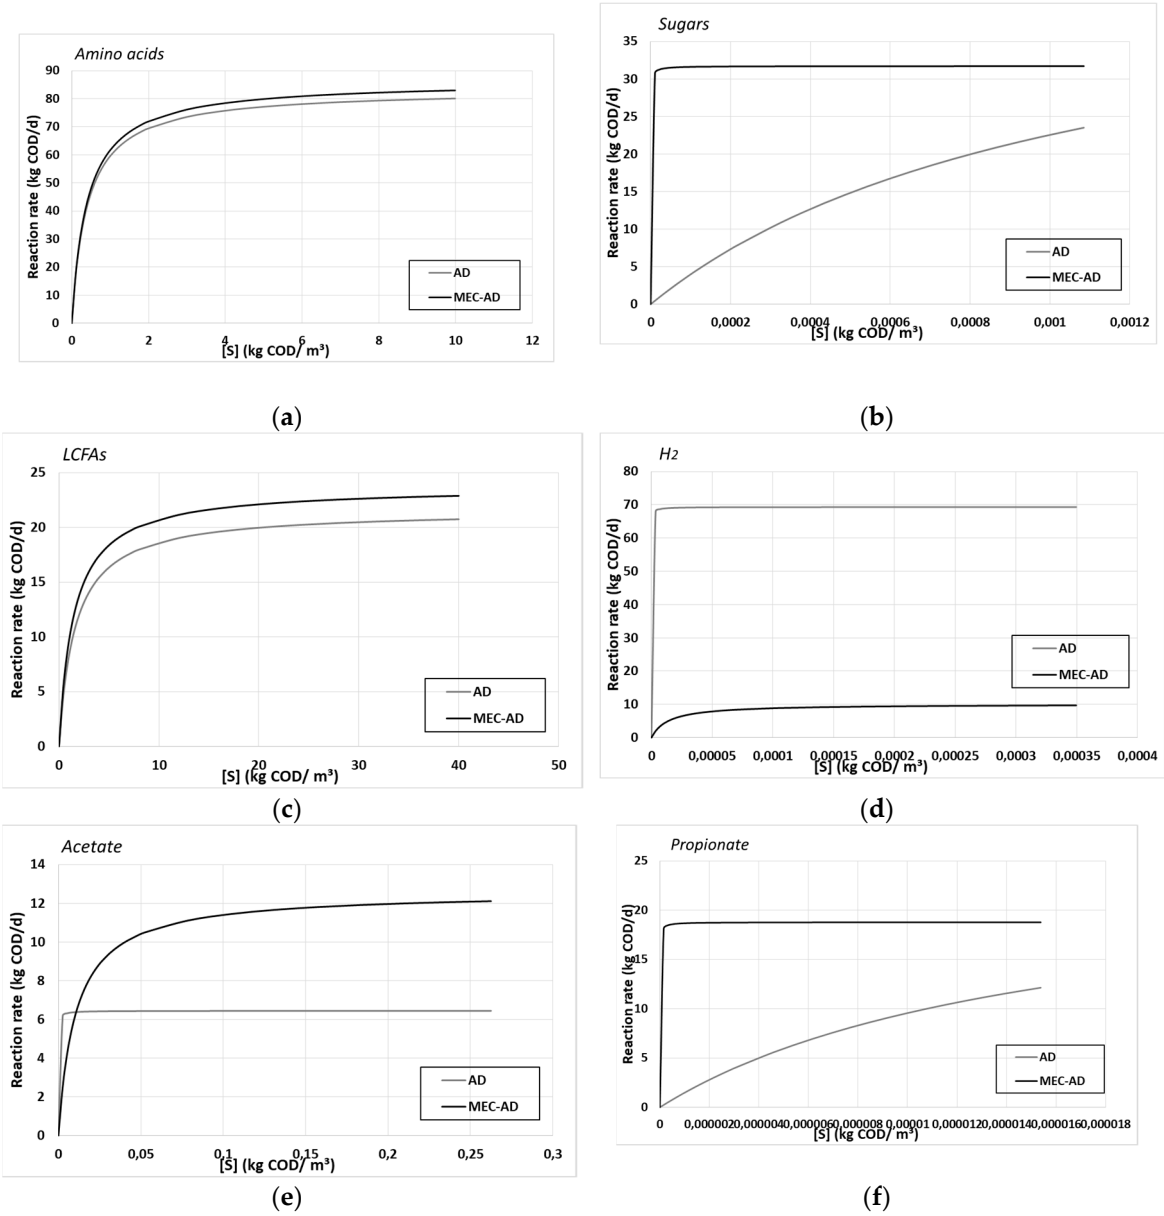 Amino acids
Reaction rate (kg COD/d)
90
80
70
60
50
40
30
20
10
0
AD
MEC-AD
0 2 4 6 8 10 12
[S] (kg COD/ m³)
(a)
Sugars
Reaction rate (kg COD/d)
35
30
25
20
15
10
5
0
AD
MEC-AD
0 0,0002 0,0004 0,0006 0,0008 0,001 0,0012
[S] (kg COD/ m³)
(b)
LCFAs
Reaction rate (kg COD/d)
25
20
15
10
5
0
AD
MEC-AD
0 10 20 30 40 50
[S] (kg COD/ m³)
(c)
H2
Reaction rate (kg COD/d)
80
70
60
50
40
30
20
10
0
AD
MEC-AD
0 0,00005 0,0001 0,00015 0,0002 0,00025 0,0003 0,00035 0,0004
[S] (kg COD/ m³)
(d)
Acetate
Reaction rate (kg COD/d)
14
12
10
8
6
4
2
0
AD
MEC-AD
0 0,05 0,1 0,15 0,2 0,25 0,3
[S] (kg COD/ m³)
(e)
Propionate
Reaction rate (kg COD/d)
25
20
15
10
5
0
AD
MEC-AD
0 0,000002 0,000004 0,000006 0,000008 0,00001 0,000012 0,000014 0,000016 0,000018
[S] (kg COD/ m³)
(f)